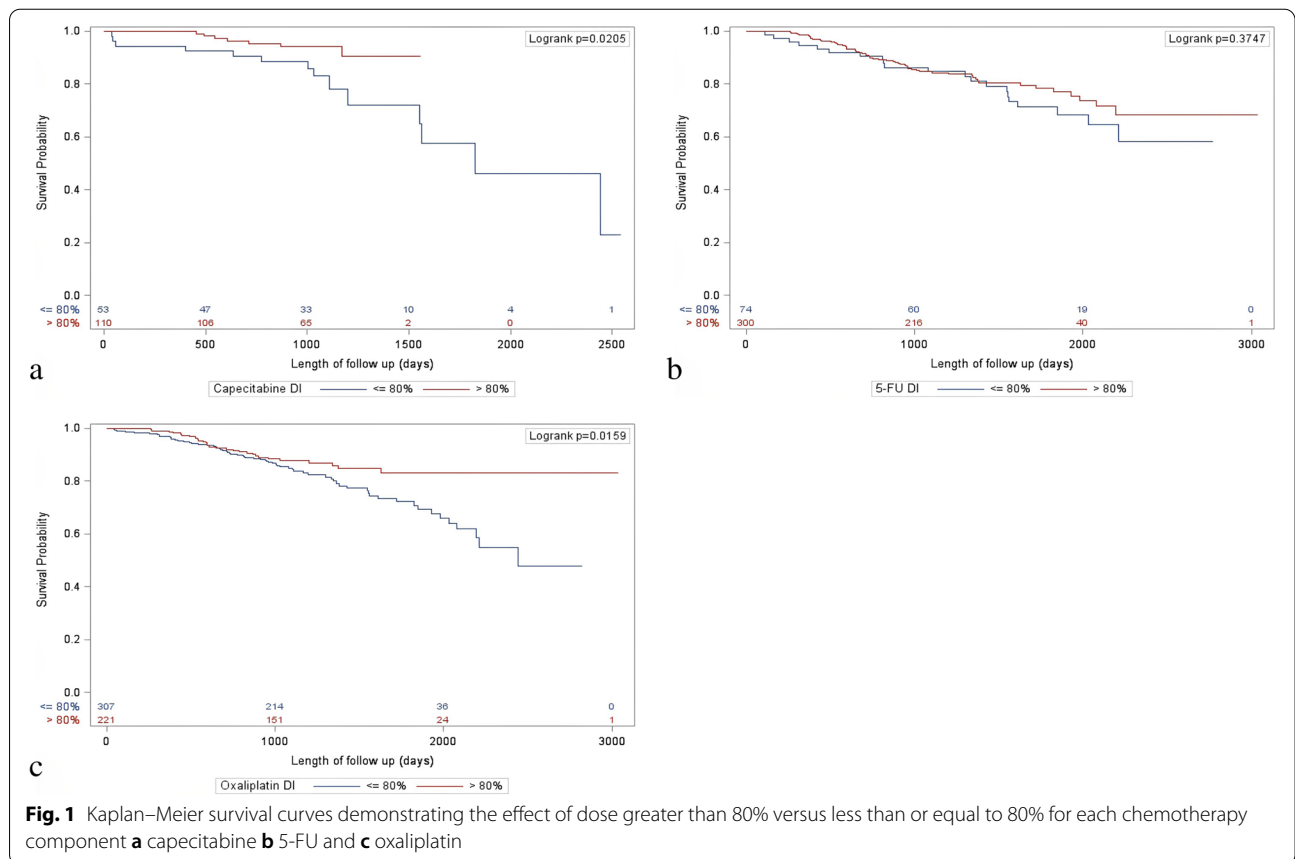 1.0
0.8
0.6
0.4
0.2
0.0
Survival Probability
Logrank p=0.0205
<= 80% 53 47 33 10 4 1
> 80% 110 106 65 2 0
0 500 1000 1500 2000 2500
Length of follow up (days)
a
Capecitabine DI <= 80% > 80%
1.0
0.8
0.6
0.4
0.2
0.0
Survival Probability
Logrank p=0.3747
<= 80% 74 60 19 0
> 80% 300 216 40 1
0 1000 2000 3000
Length of follow up (days)
b
5-FU DI <= 80% > 80%
1.0
0.8
0.6
0.4
0.2
0.0
Survival Probability
Logrank p=0.0159
<= 80% 307 214 36 0
> 80% 221 151 24 1
0 1000 2000 3000
Length of follow up (days)
c
Oxaliplatin DI <= 80% > 80%
Fig. 1 Kaplan–Meier survival curves demonstrating the effect of dose greater than 80% versus less than or equal to 80% for each chemotherapy
component a capecitabine b 5-FU and c oxaliplatin